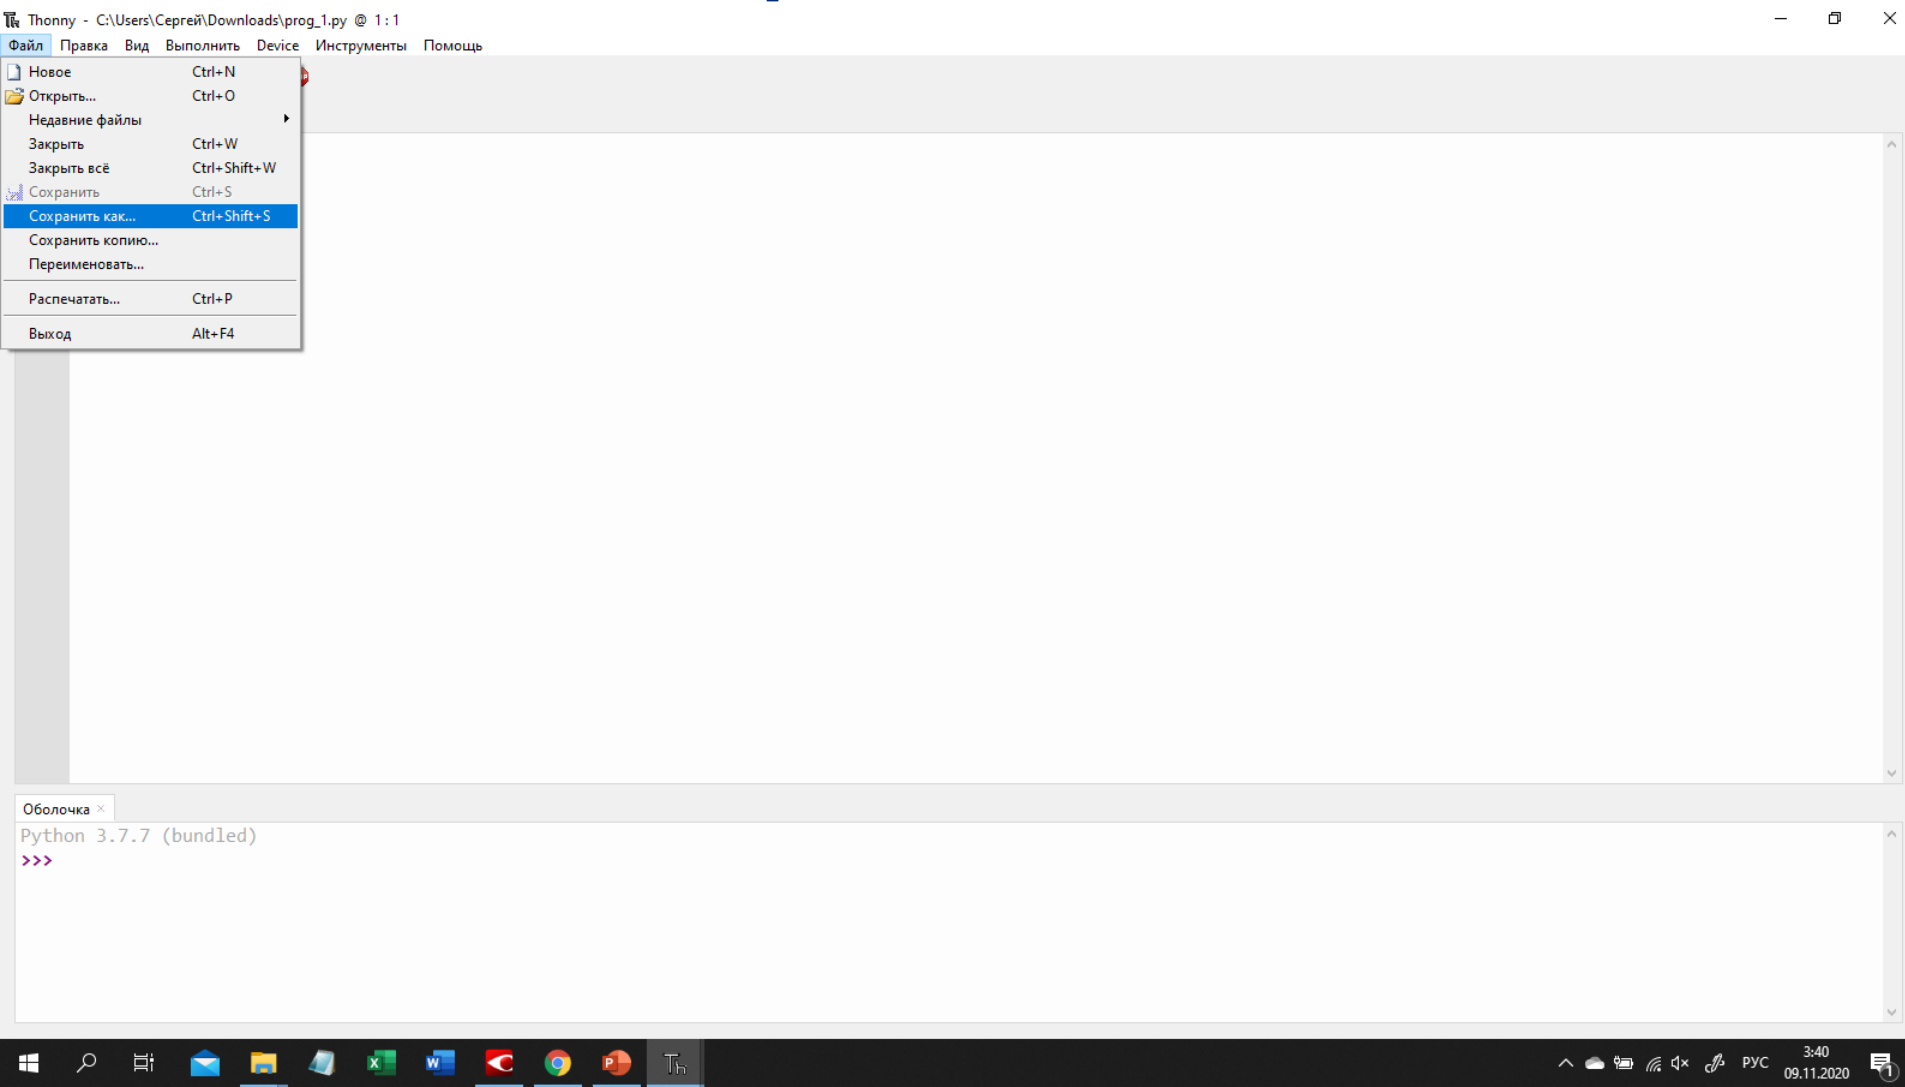 Thonny - C:\Users\Сергей\Downloads\prog_1.py @ 1:1
Файл Правка Вид Выполнить Device Инструменты Помощь
Новое Ctrl+N
Открыть... Ctrl+O
Недавние файлы
Закрыть Ctrl+W
Закрыть всё Ctrl+Shift+W
Сохранить Ctrl+S
Сохранить как... Ctrl+Shift+S
Сохранить копию...
Переименовать...
Распечатать... Ctrl+P
Выход Alt+F4
Оболочка ×
Python 3.7.7 (bundled)
>>>
РУС
3:40
09.11.2020
1